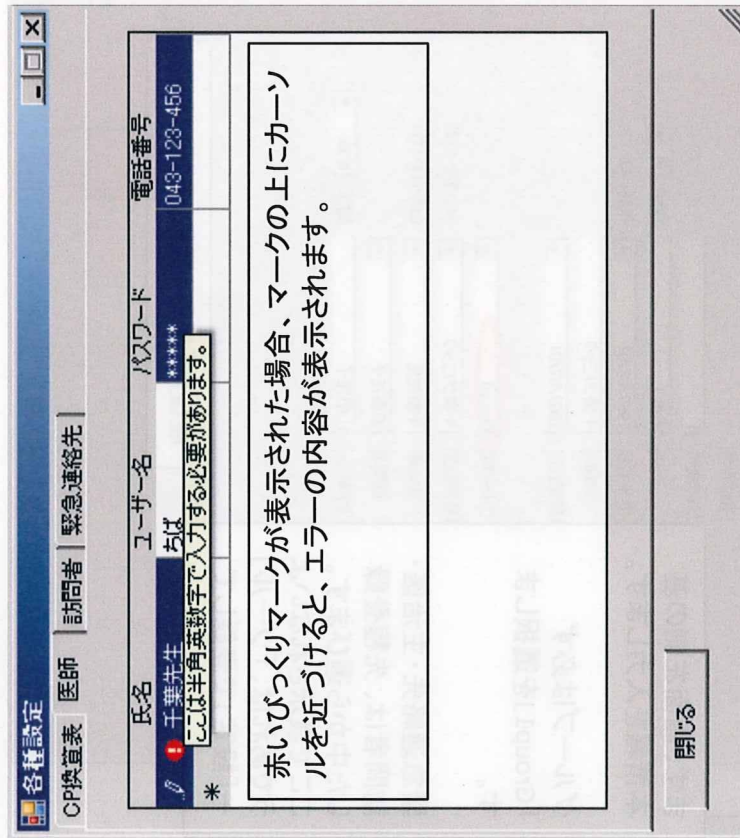 各種設定
CP換算表 医師 訪問者 緊急連絡先
氏名 ユーザー名 パスワード 電話番号
千葉先生 ちば ***** 043-123-456
ここは半角英数字で入力する必要があります。
*
赤いびっくりマークが表示された場合、マークの上にカーソ
ルを近づけると、エラーの内容が表示されます。
閉じる